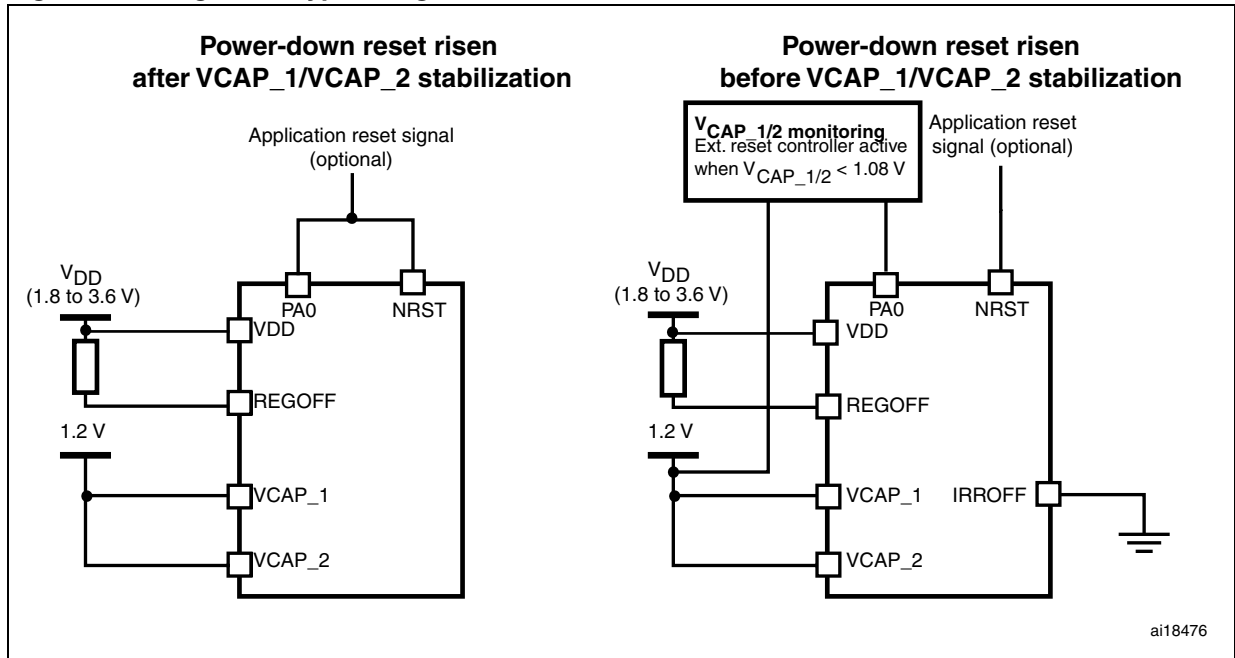 Power-down reset risen
after VCAP_1/VCAP_2 stabilization
Application reset signal
(optional)
VDD
(1.8 to 3.6 V)
PA0
NRST
VDD
REGOFF
1.2 V
VCAP_1
VCAP_2
Power-down reset risen
before VCAP_1/VCAP_2 stabilization
VCAP_1/2 monitoring
Ext. reset controller active
when VCAP_1/2 < 1.08 V
Application reset
signal (optional)
VDD
(1.8 to 3.6 V)
PA0
NRST
VDD
REGOFF
1.2 V
VCAP_1
IRROFF
VCAP_2
ai18476